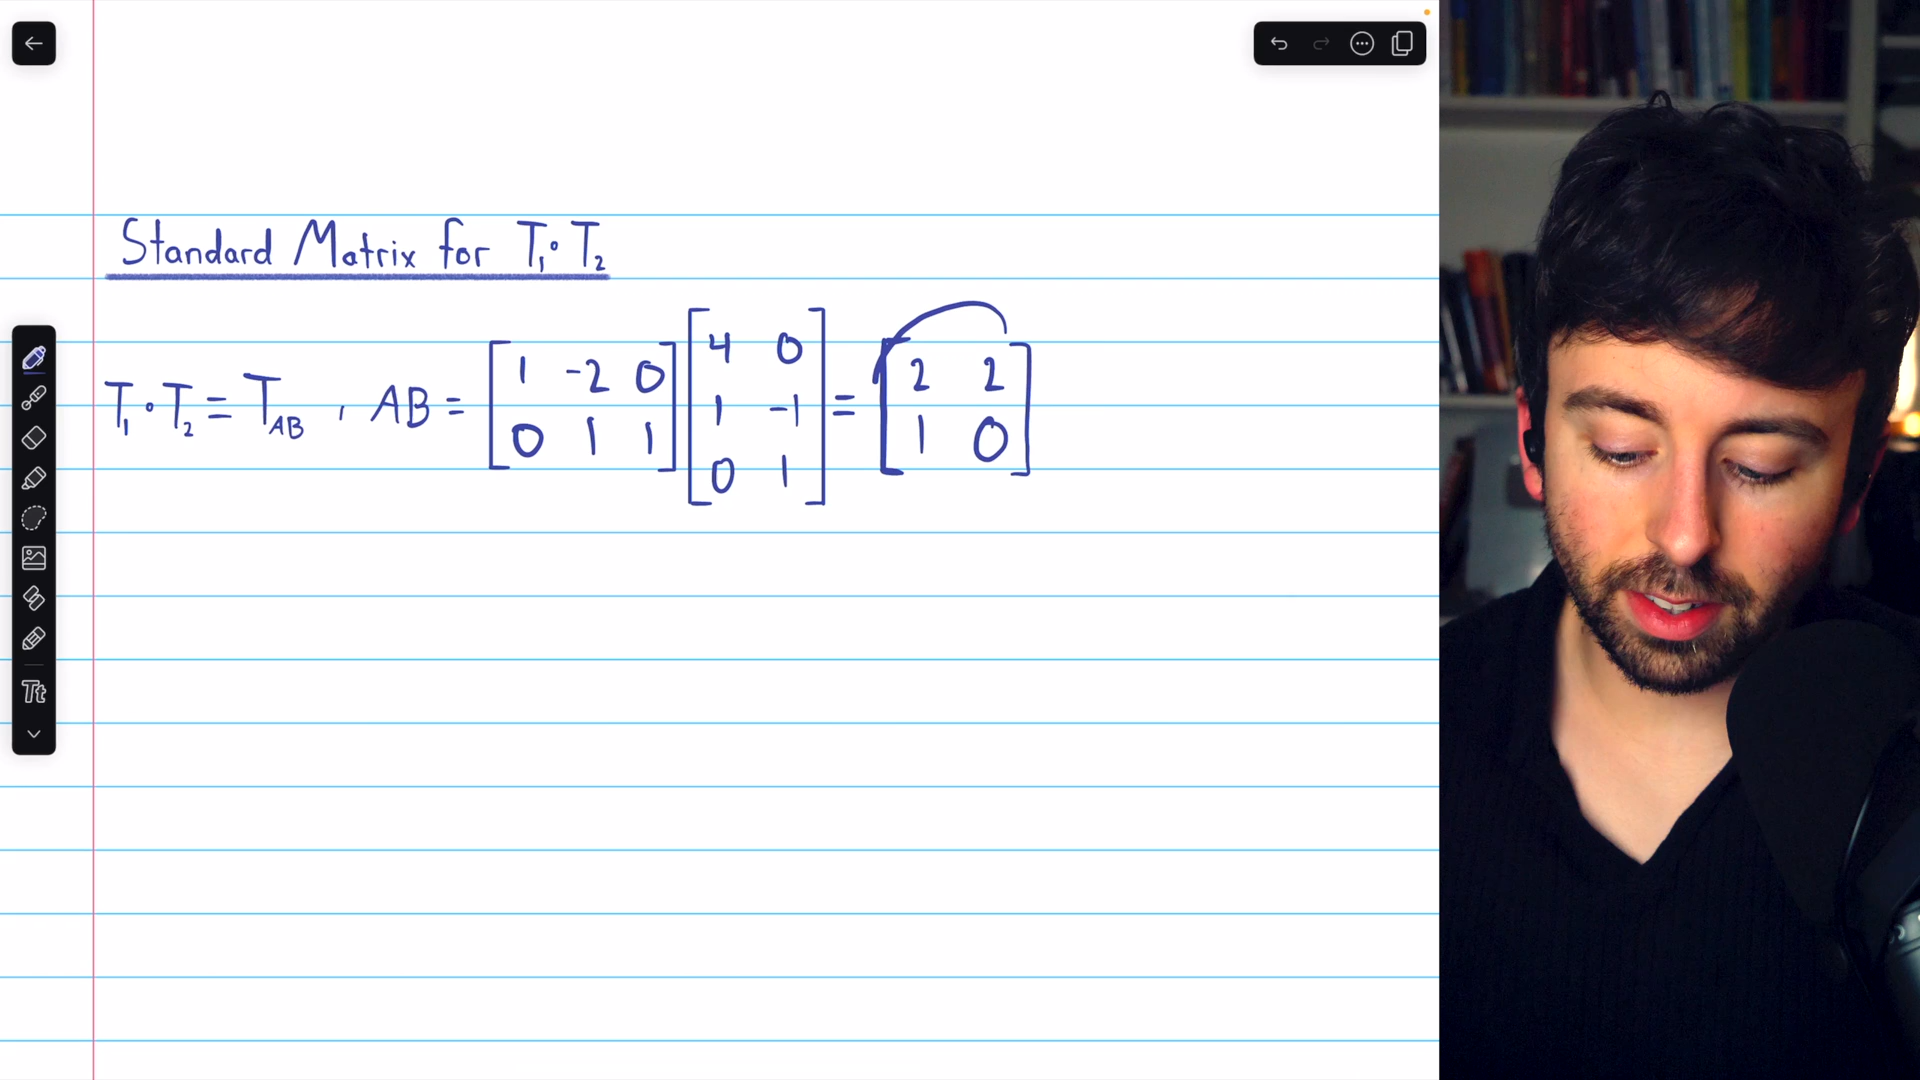 Standard Matrix for T₁∘T₂
T₁∘T₂ = T_AB , AB = [1 -2 0; 0 1 1] [4 0; 1 -1; 0 1] = [2 2; 1 0]
Tt